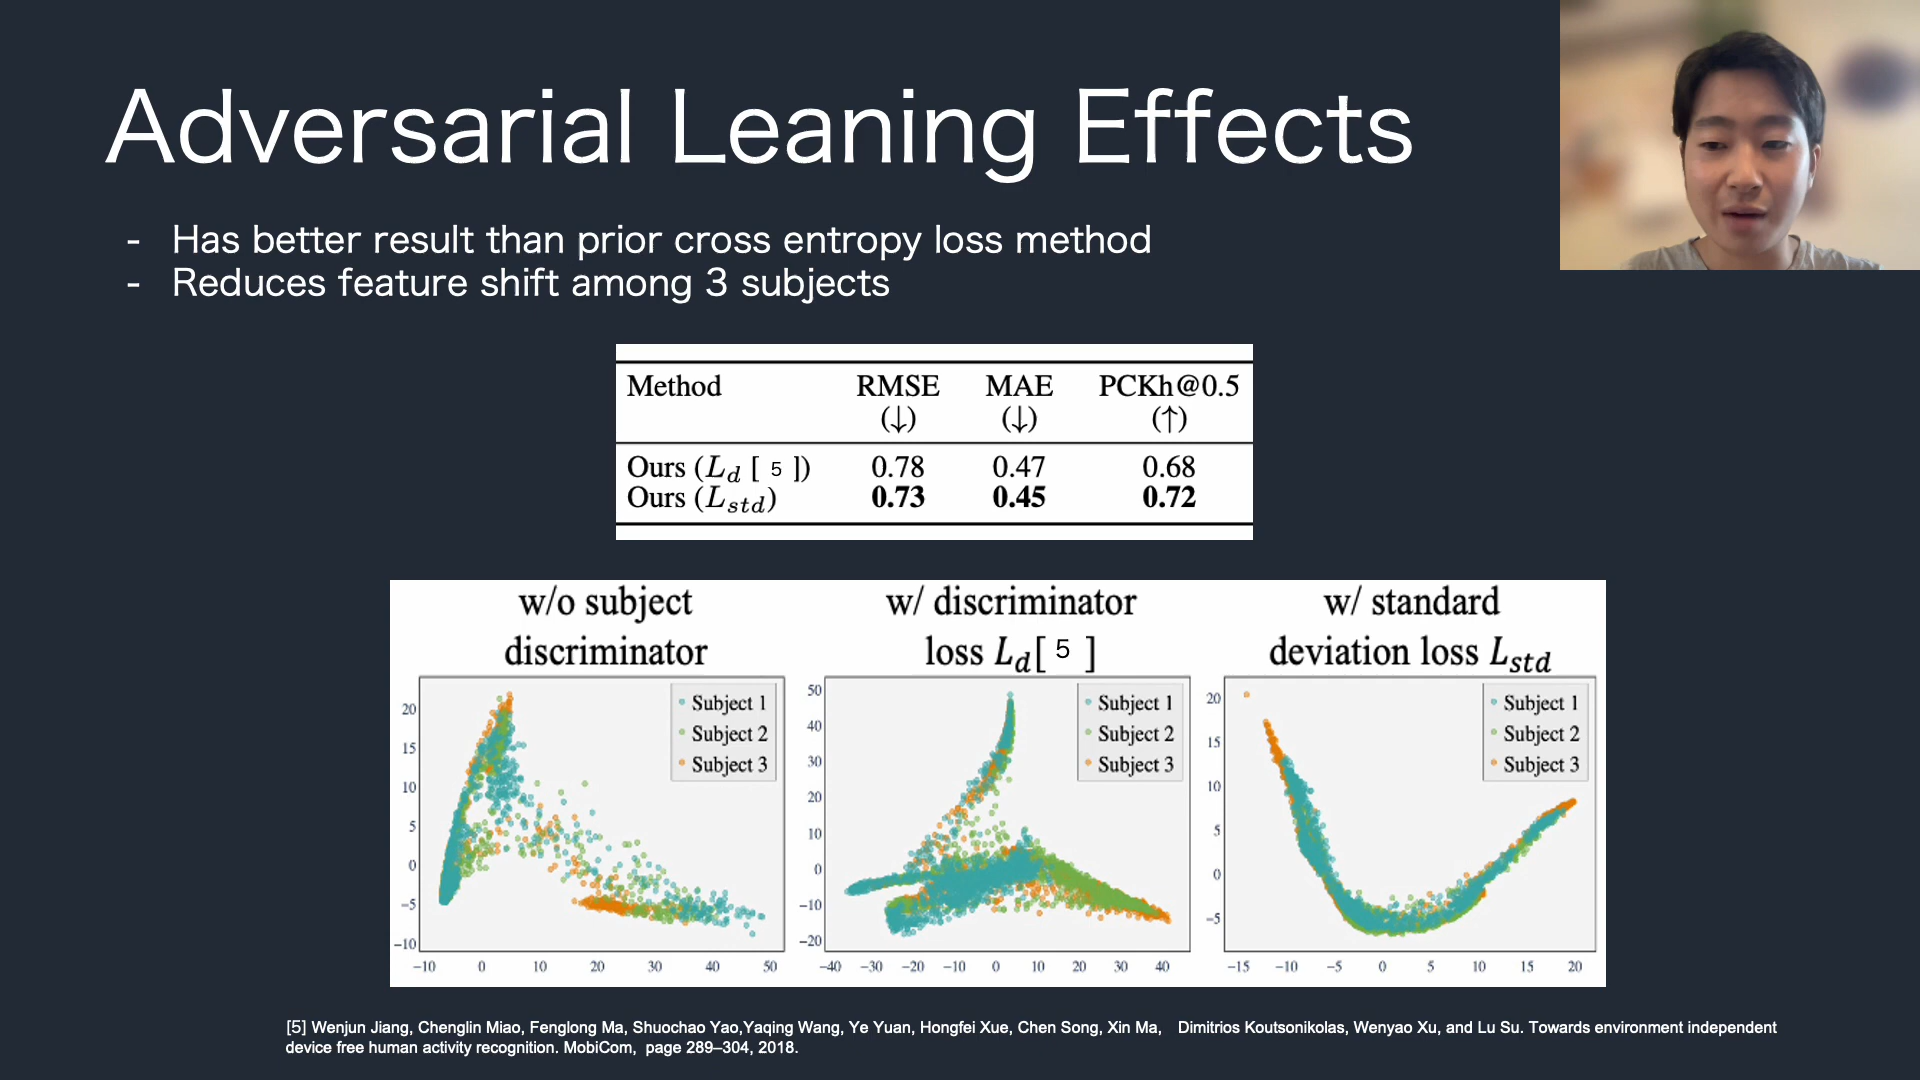 Adversarial Leaning Effects
- Has better result than prior cross entropy loss method
- Reduces feature shift among 3 subjects
Method RMSE MAE PCKh@0.5
(↓) (↓) (↑)
Ours (L_d [ 5 ]) 0.78 0.47 0.68
Ours (L_std) 0.73 0.45 0.72
w/o subject discriminator
20
15
10
5
0
−5
−10
−10 0 10 20 30 40 50
Subject 1
Subject 2
Subject 3
w/ discriminator
loss L_d[ 5 ]
50
40
30
20
10
0
−10
−20
−40 −30 −20 −10 0 10 20 30 40
Subject 1
Subject 2
Subject 3
w/ standard
deviation loss L_std
20
15
10
5
0
−5
−15 −10 −5 0 5 10 15 20
Subject 1
Subject 2
Subject 3
[5] Wenjun Jiang, Chenglin Miao, Fenglong Ma, Shuochao Yao,Yaqing Wang, Ye Yuan, Hongfei Xue, Chen Song, Xin Ma, Dimitrios Koutsonikolas, Wenyao Xu, and Lu Su. Towards environment independent
device free human activity recognition. MobiCom, page 289–304, 2018.